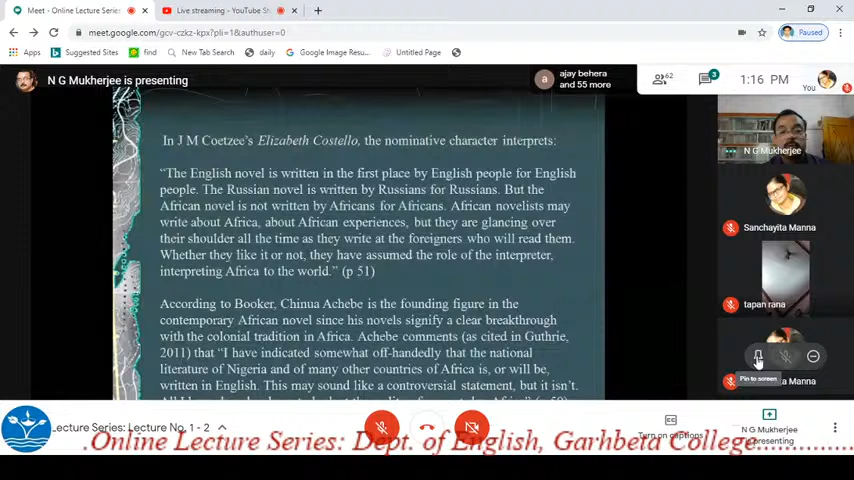 Meet - Online Lecture Series:
Live streaming - YouTube
meet.google.com/gcv-czkz-kpx?pli=1&authuser=0
Paused
Apps
Suggested Sites
find
New Tab Search
daily
Google Image Resu...
Untitled Page
N G Mukherjee is presenting
a
ajay behera
and 55 more
62
3
1:16 PM
You
In J M Coetzee's Elizabeth Costello, the nominative character interprets:
"The English novel is written in the first place by English people for English
people. The Russian novel is written by Russians for Russians. But the
African novel is not written by Africans for Africans. African novelists may
write about Africa, about African experiences, but they are glancing over
their shoulder all the time as they write at the foreigners who will read them.
Whether they like it or not, they have assumed the role of the interpreter,
interpreting Africa to the world." (p 51)
According to Booker, Chinua Achebe is the founding figure in the
contemporary African novel since his novels signify a clear breakthrough
with the colonial tradition in Africa. Achebe comments (as cited in Guthrie,
2011) that "I have indicated somewhat off-handedly that the national
literature of Nigeria and of many other countries of Africa is, or will be,
written in English. This may sound like a controversial statement, but it isn't.
N G Mukherjee
Sanchayita Manna
tapan rana
Pin to screen
ta Manna
Lecture Series: Lecture No. 1 - 2
Turn on captions
N G Mukherjee
is presenting
.Online Lecture Series: Dept. of English, Garhbeta College..............